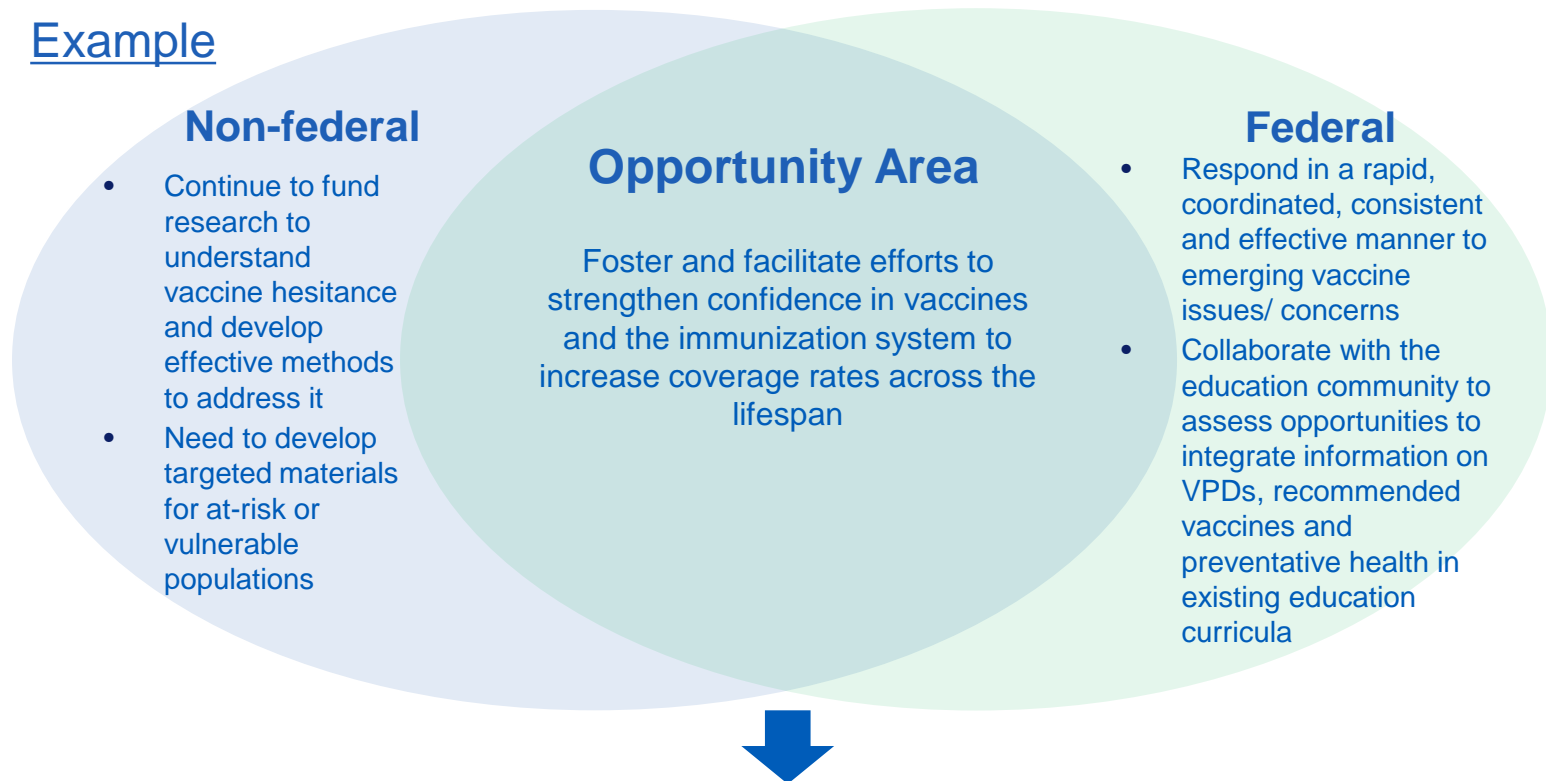 Example
Non-federal
• Continue to fund
research to
understand
vaccine hesitance
and develop
effective methods
to address it
• Need to develop
targeted materials
for at-risk or
vulnerable
populations
Opportunity Area
Foster and facilitate efforts to
strengthen confidence in vaccines
and the immunization system to
increase coverage rates across the
lifespan
Federal
• Respond in a rapid,
coordinated, consistent
and effective manner to
emerging vaccine
issues/ concerns
• Collaborate with the
education community to
assess opportunities to
integrate information on
VPDs, recommended
vaccines and
preventative health in
existing education
curricula